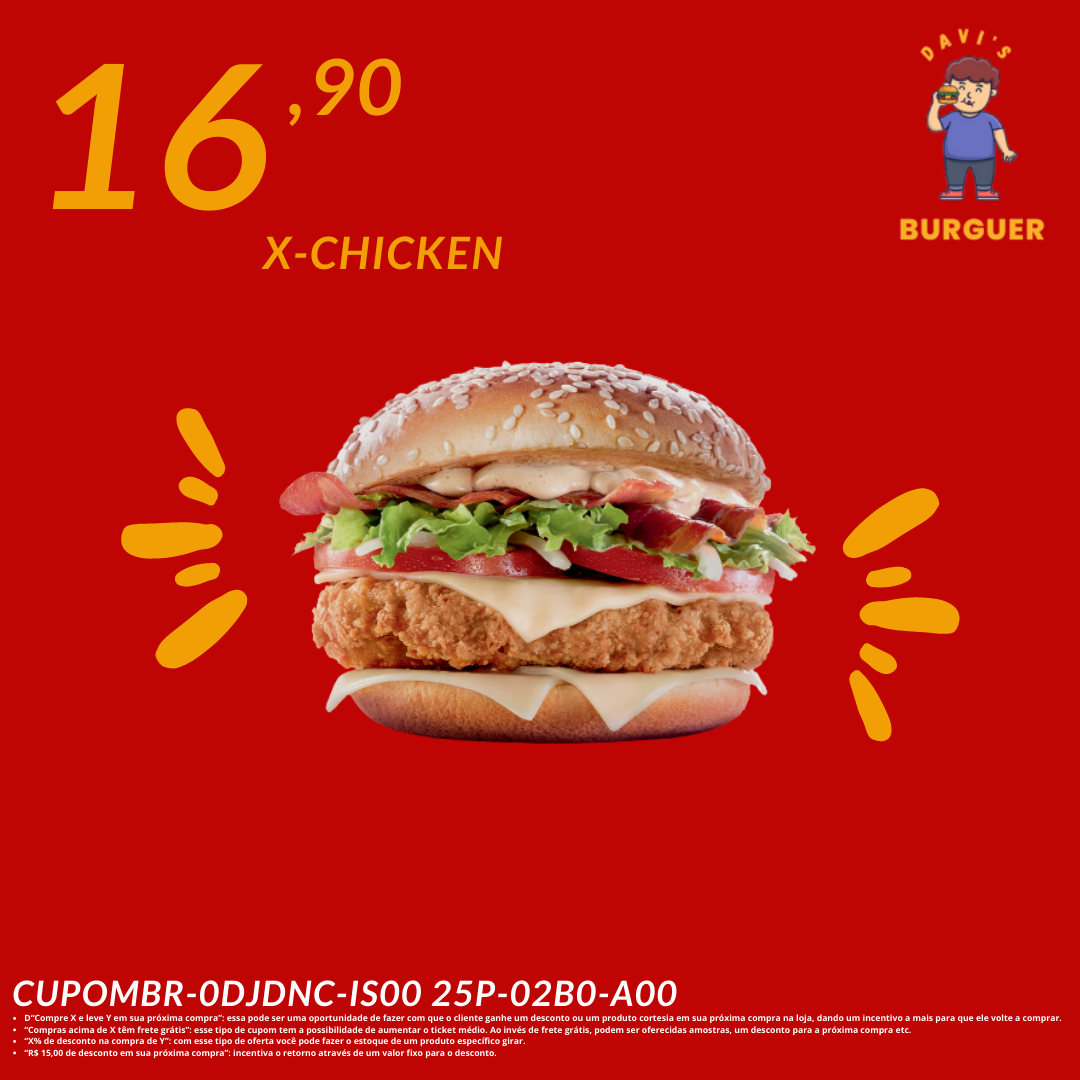 16,90
DAVI'S
BURGUER
X-CHICKEN
CUPOMBR-0DJDNC-IS00 25P-02B0-A00
• D"Compre X e leve Y em sua próxima compra": essa pode ser uma oportunidade de fazer com que o cliente ganhe um desconto ou um produto cortesia em sua próxima compra na loja, dando um incentivo a mais para que ele volte a comprar.
• "Compras acima de X têm frete grátis": esse tipo de cupom tem a possibilidade de aumentar o ticket médio. Ao invés de frete grátis, podem ser oferecidas amostras, um desconto para a próxima compra etc.
• "X% de desconto na compra de Y": com esse tipo de oferta você pode fazer o estoque de um produto específico girar.
• "R$ 15,00 de desconto em sua próxima compra": incentiva o retorno através de um valor fixo para o desconto.